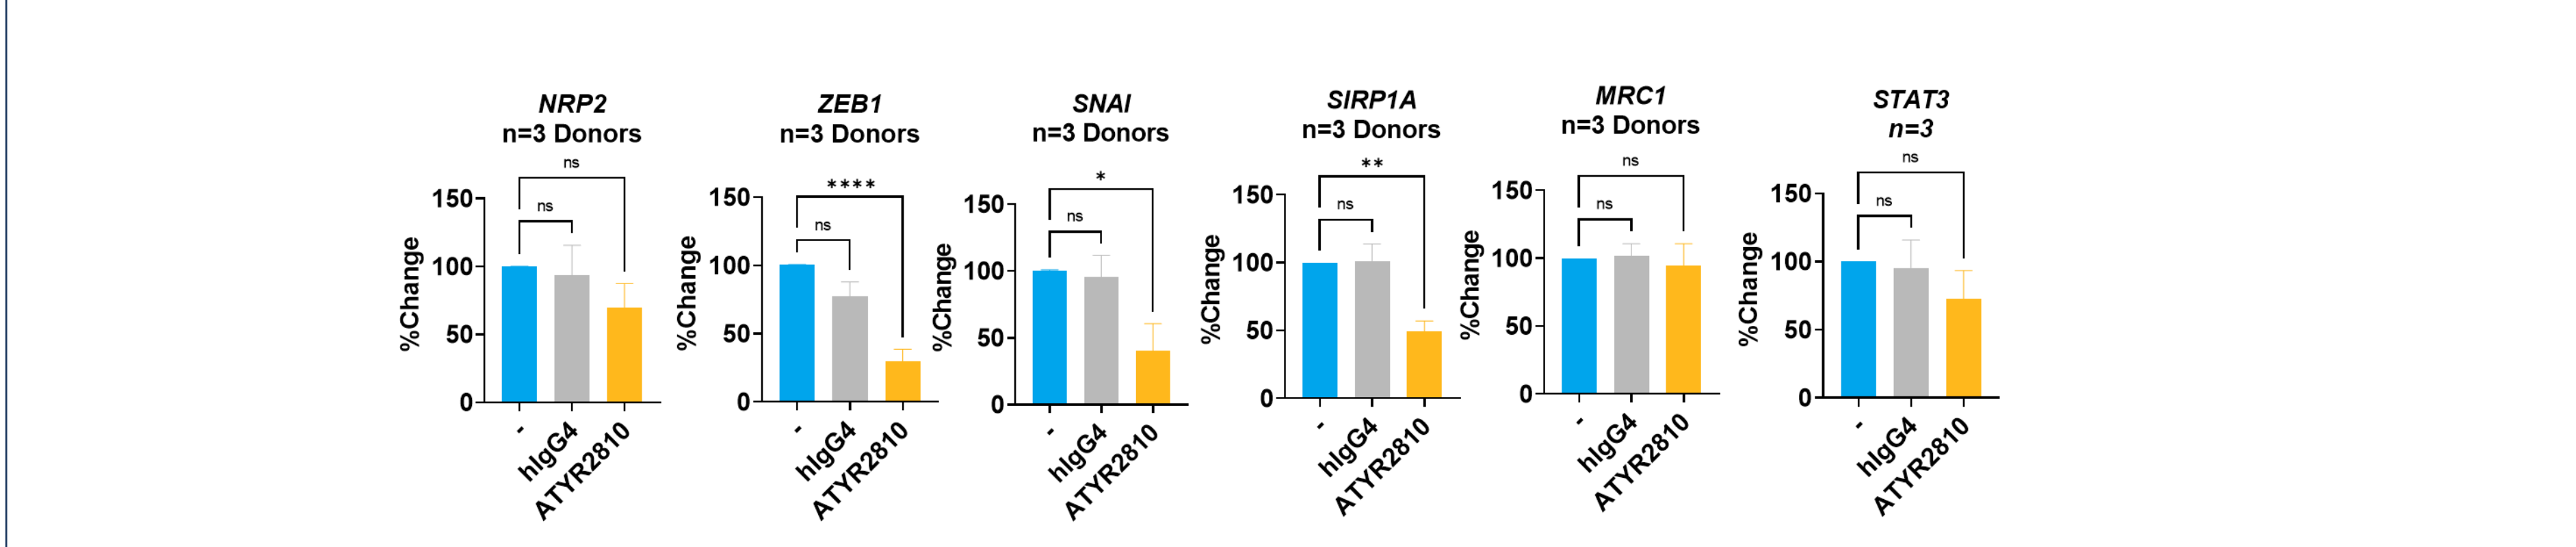 NRP2
n=3 Donors
ns
ns
150
100
50
0
%Change
-
hIgG4
ATYR2810
ZEB1
n=3 Donors
****
ns
150
100
50
0
%Change
-
hIgG4
ATYR2810
SNAI
n=3 Donors
*
ns
150
100
50
0
%Change
-
hIgG4
ATYR2810
SIRP1A
n=3 Donors
**
ns
150
100
50
0
%Change
-
hIgG4
ATYR2810
MRC1
n=3 Donors
ns
ns
150
100
50
0
%Change
-
hIgG4
ATYR2810
STAT3
n=3
ns
ns
150
100
50
0
%Change
-
hIgG4
ATYR2810